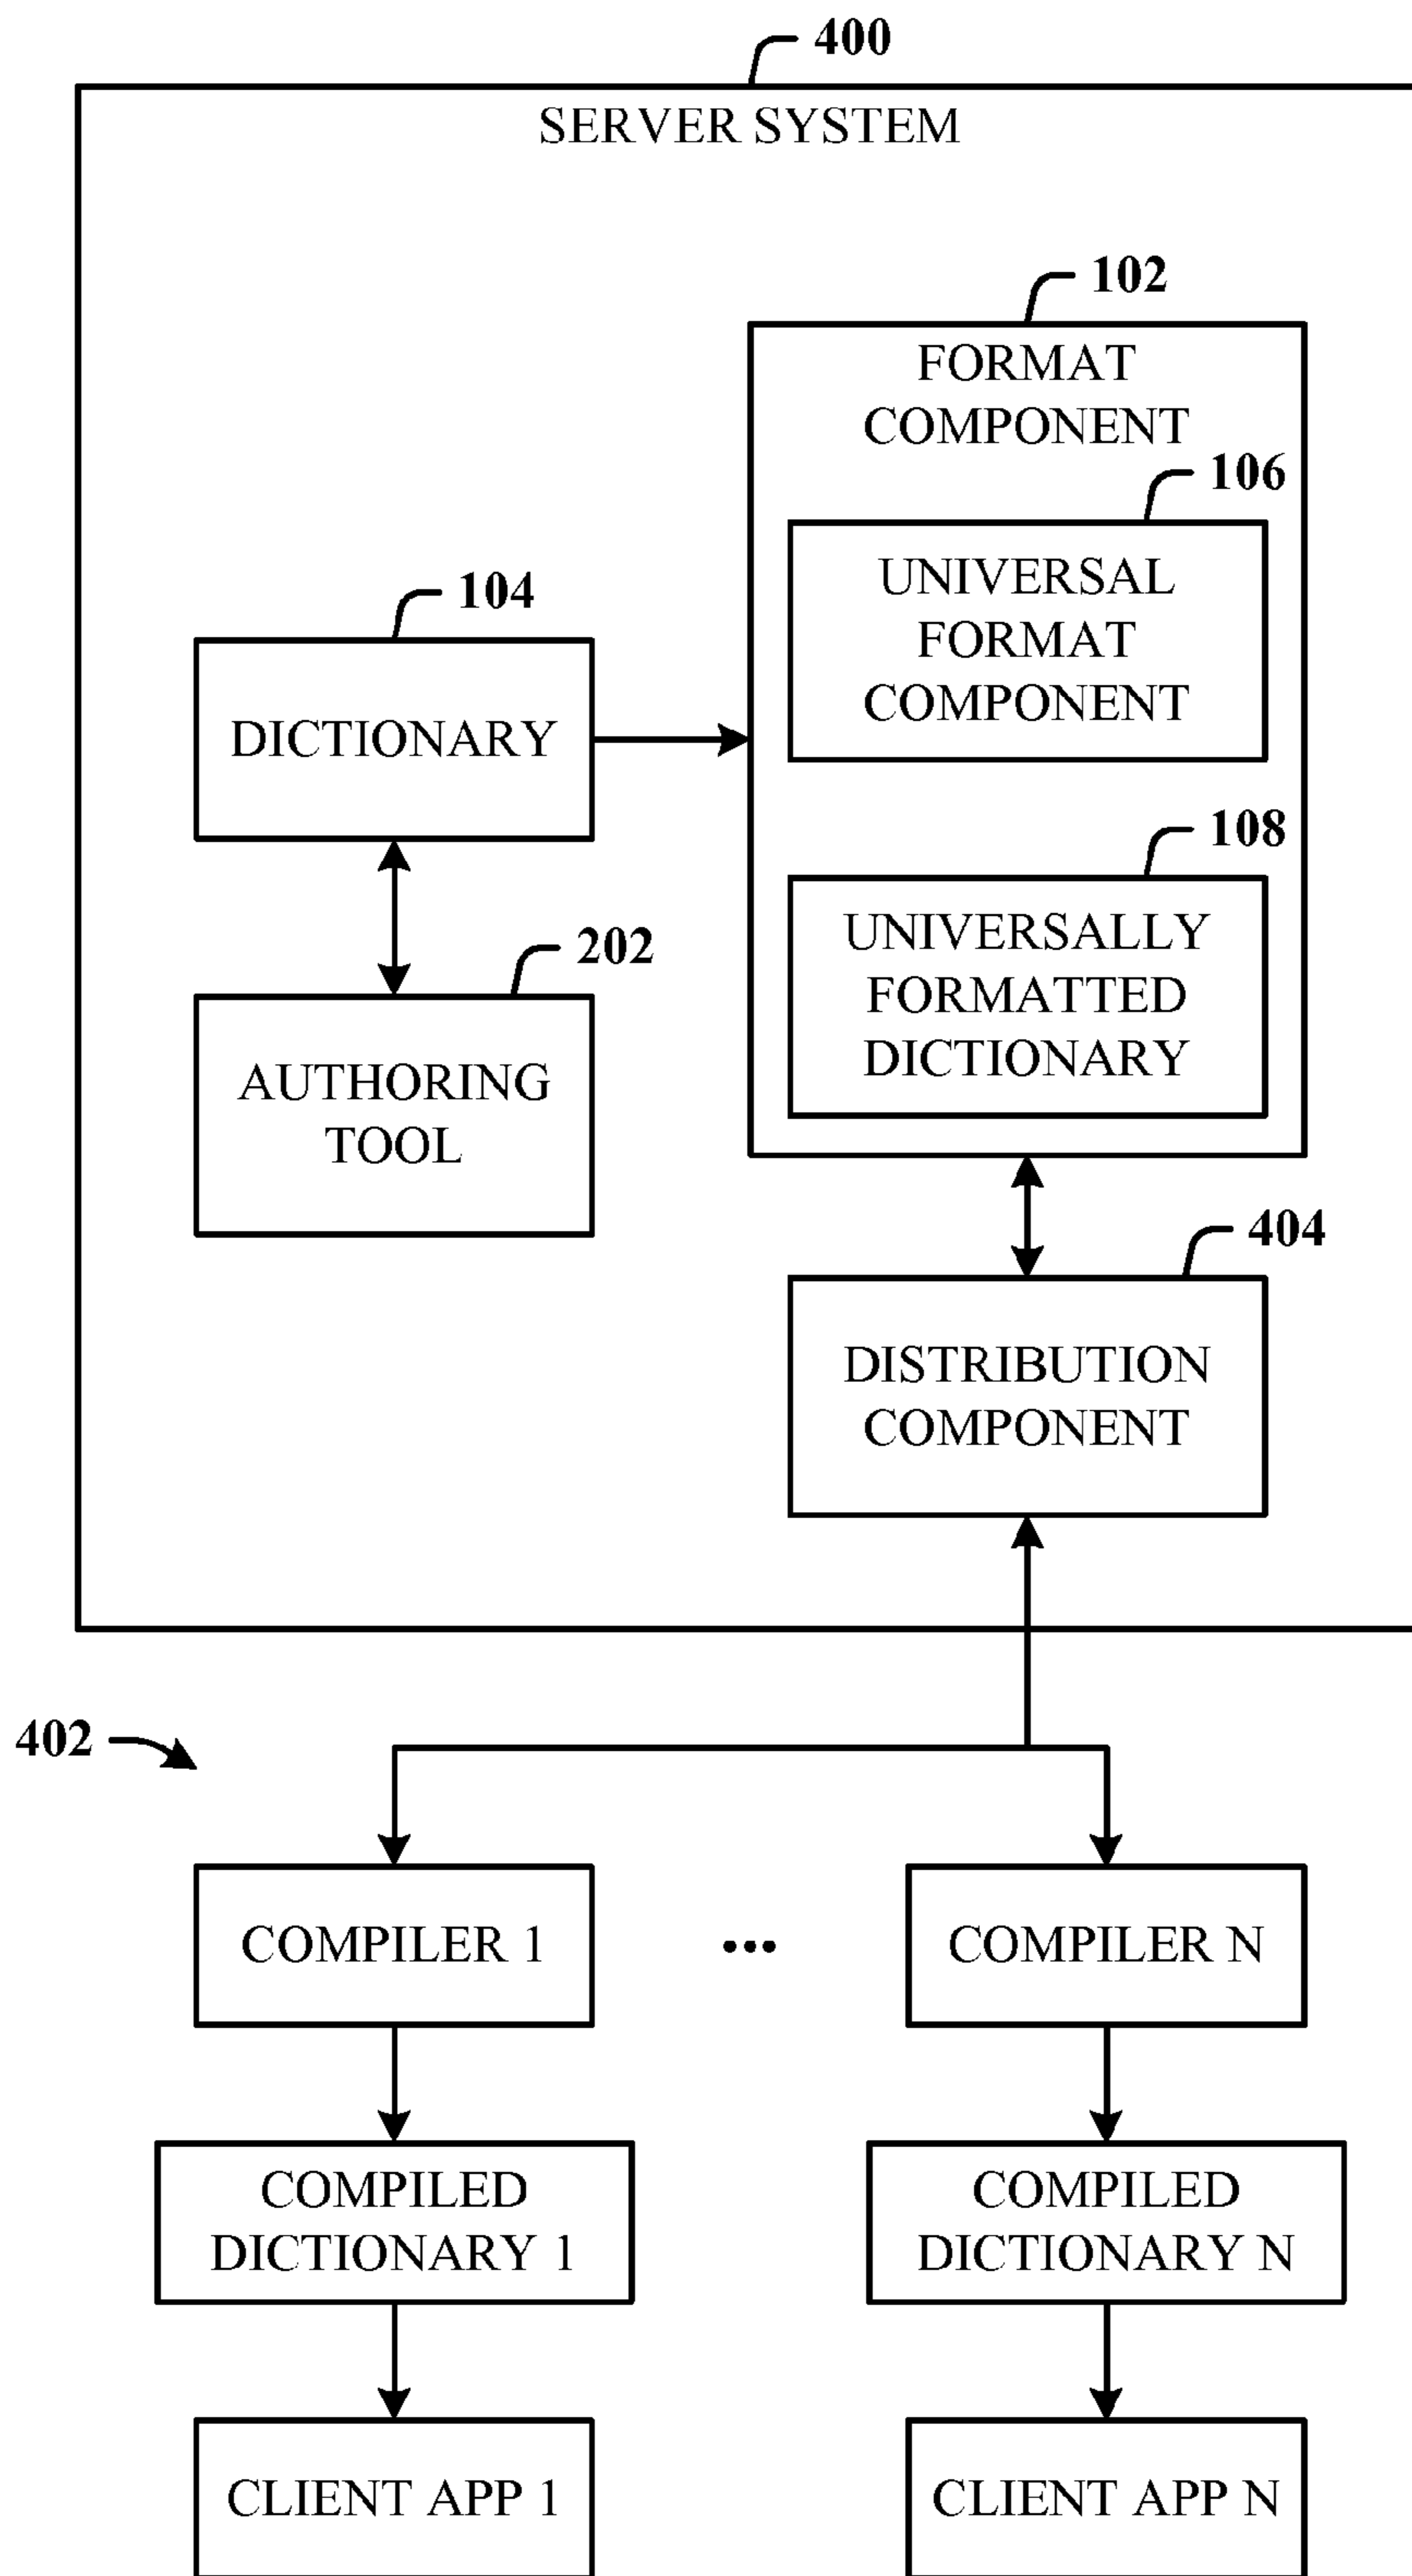 400
SERVER SYSTEM
102
FORMAT
COMPONENT
106
UNIVERSAL
FORMAT
COMPONENT
104
DICTIONARY
108
UNIVERSALLY
FORMATTED
DICTIONARY
202
AUTHORING
TOOL
404
DISTRIBUTION
COMPONENT
402
COMPILER 1
...
COMPILER N
COMPILED
DICTIONARY 1
COMPILED
DICTIONARY N
CLIENT APP 1
CLIENT APP N